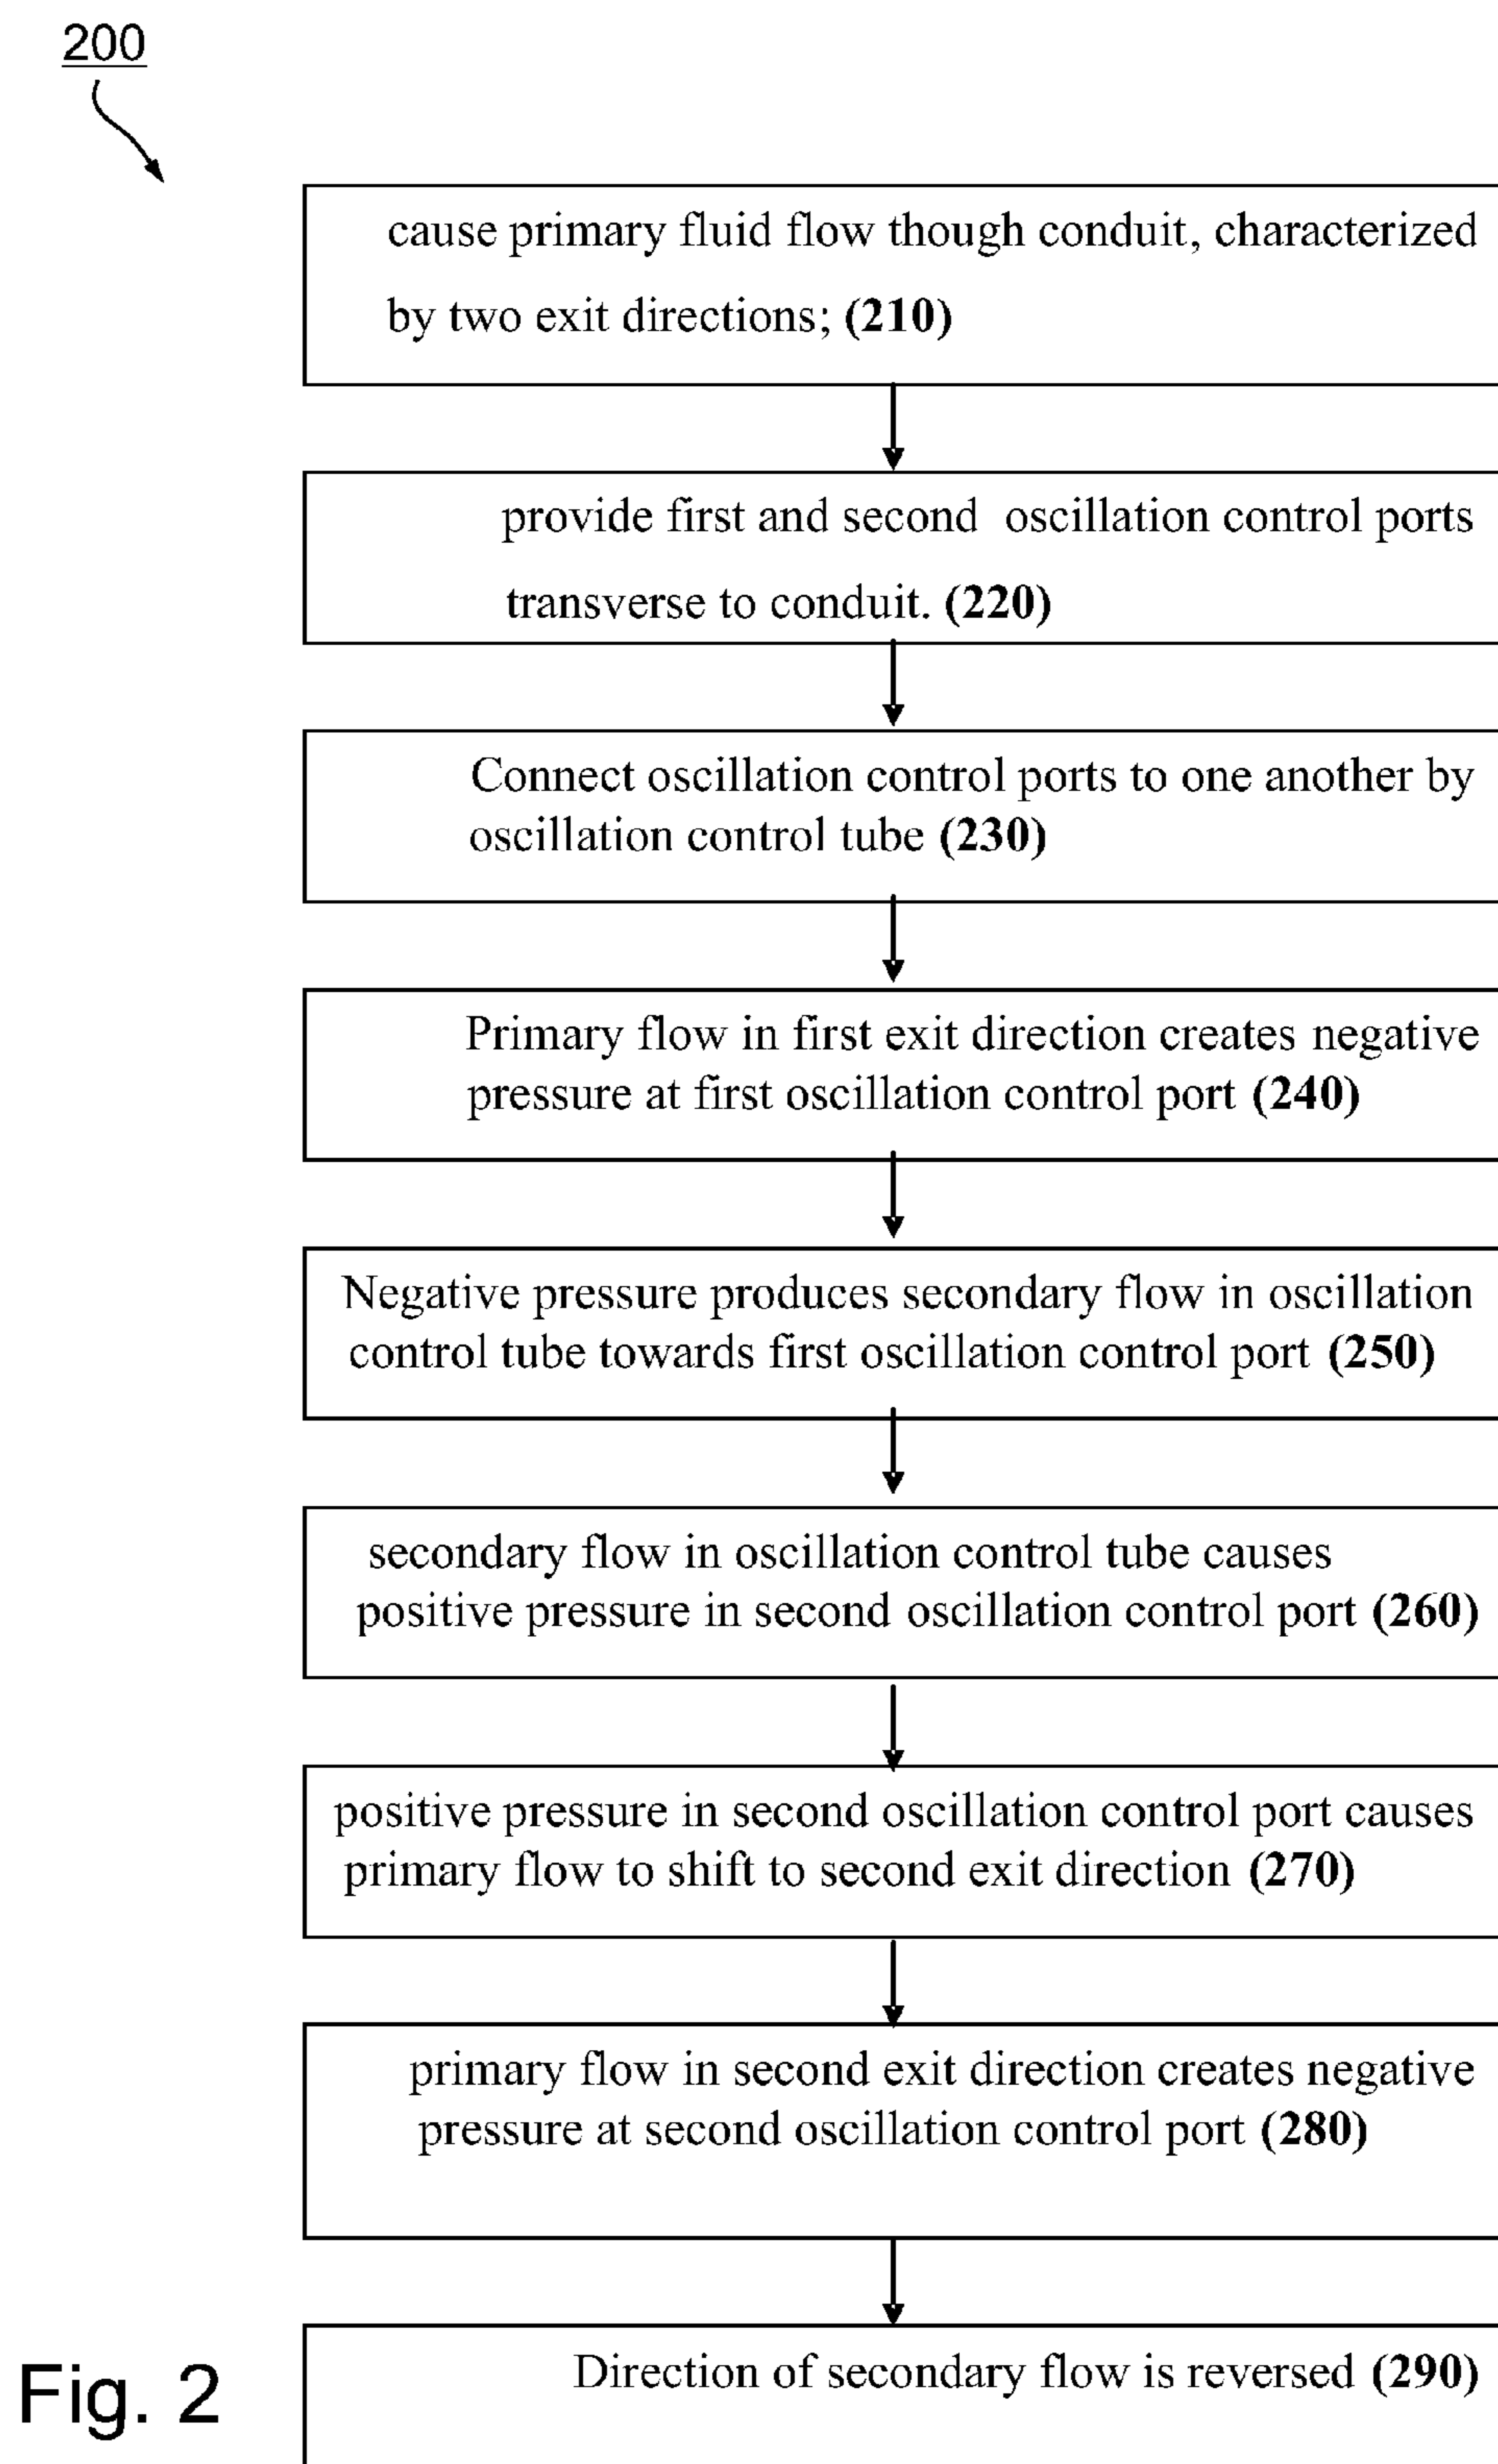 200
cause primary fluid flow though conduit, characterized
by two exit directions; (210)
provide first and second oscillation control ports
transverse to conduit. (220)
Connect oscillation control ports to one another by
oscillation control tube (230)
Primary flow in first exit direction creates negative
pressure at first oscillation control port (240)
Negative pressure produces secondary flow in oscillation
control tube towards first oscillation control port (250)
secondary flow in oscillation control tube causes
positive pressure in second oscillation control port (260)
positive pressure in second oscillation control port causes
primary flow to shift to second exit direction (270)
primary flow in second exit direction creates negative
pressure at second oscillation control port (280)
Direction of secondary flow is reversed (290)
Fig. 2